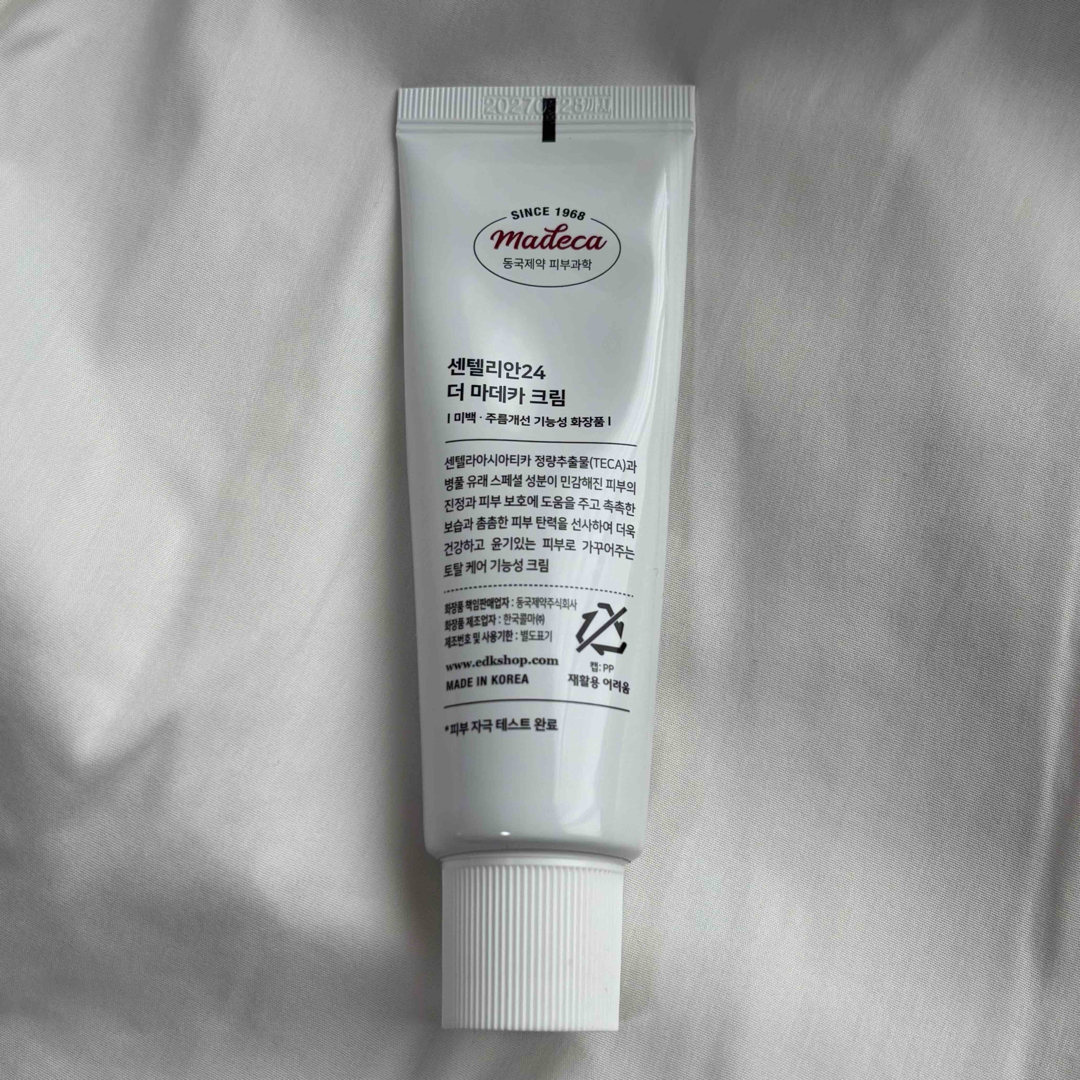 SINCE 1968
madeca
동국제약 피부과학
센텔리안24
더 마데카 크림
| 미백 · 주름개선 기능성 화장품 |
센텔라아시아티카 정량추출물(TECA)과
병풀 유래 스페셜 성분이 민감해진 피부의
진정과 피부 보호에 도움을 주고 촉촉한
보습과 촘촘한 피부 탄력을 선사하여 더욱
건강하고 윤기있는 피부로 가꾸어주는
토탈 케어 기능성 크림
화장품 책임판매업자 : 동국제약주식회사
화장품 제조업자 : 한국콜마㈜
제조번호 및 사용기한 : 별도표기
www.edkshop.com
MADE IN KOREA
캡: PP
재활용 어려움
*피부 자극 테스트 완료